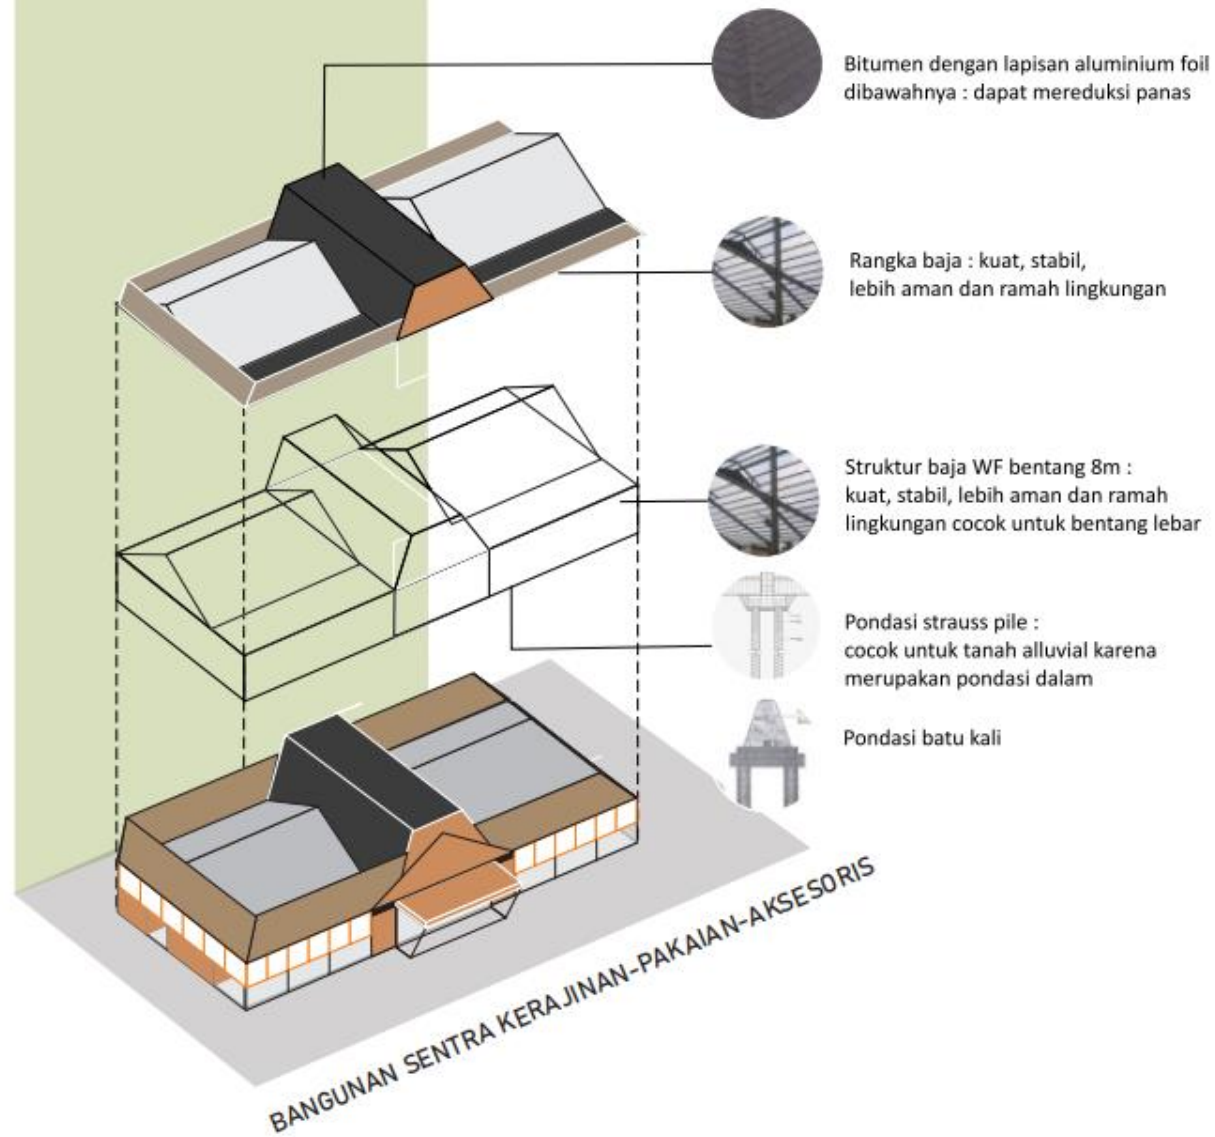 Bitumen dengan lapisan aluminium foil
dibawahnya : dapat mereduksi panas
Rangka baja : kuat, stabil,
lebih aman dan ramah lingkungan
Struktur baja WF bentang 8m :
kuat, stabil, lebih aman dan ramah
lingkungan cocok untuk bentang lebar
Pondasi strauss pile :
cocok untuk tanah alluvial karena
merupakan pondasi dalam
Pondasi batu kali
BANGUNAN SENTRA KERAJINAN-PAKAIAN-AKSESORIS